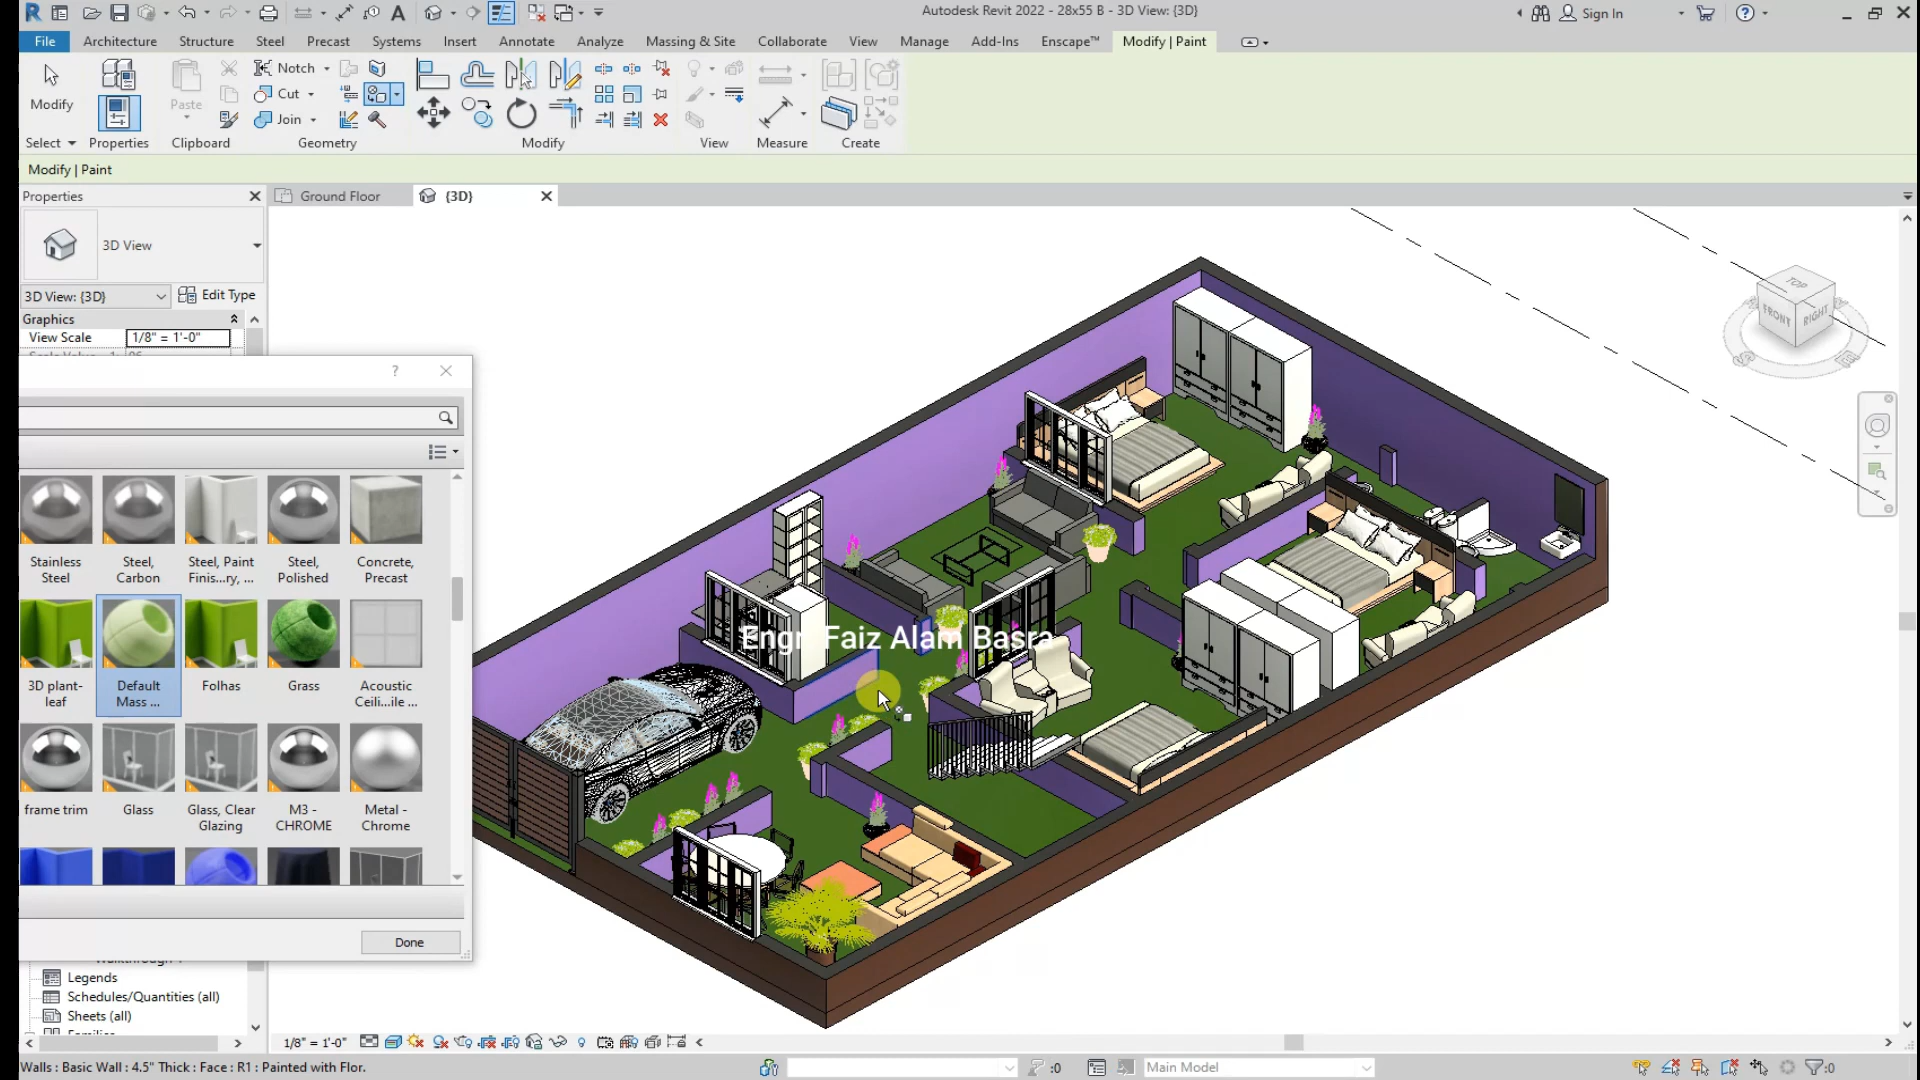 Autodesk Revit 2022 - 28x55 B - 3D View: {3D}
Sign In
File
Architecture
Structure
Steel
Precast
Systems
Insert
Annotate
Analyze
Massing & Site
Collaborate
View
Manage
Add-Ins
Enscape™
Modify | Paint
Modify
Paste
Notch
Cut
Join
Select
Properties
Clipboard
Geometry
Modify
View
Measure
Create
Modify | Paint
Properties
Ground Floor
{3D}
3D View
3D View: {3D}
Edit Type
Graphics
View Scale
1/8" = 1'-0"
TOP
FRONT
RIGHT
Stainless Steel
Steel, Carbon
Steel, Paint Finis...ry, ...
Steel, Polished
Concrete, Precast
3D plant-leaf
Default Mass ...
Folhas
Grass
Acoustic Ceili...ile ...
frame trim
Glass
Glass, Clear Glazing
M3 - CHROME
Metal - Chrome
Done
Engr. Faiz Alam Basra
Legends
Schedules/Quantities (all)
Sheets (all)
1/8" = 1'-0"
Walls : Basic Wall : 4.5" Thick : Face : R1 : Painted with Flor.
:0
Main Model
:0